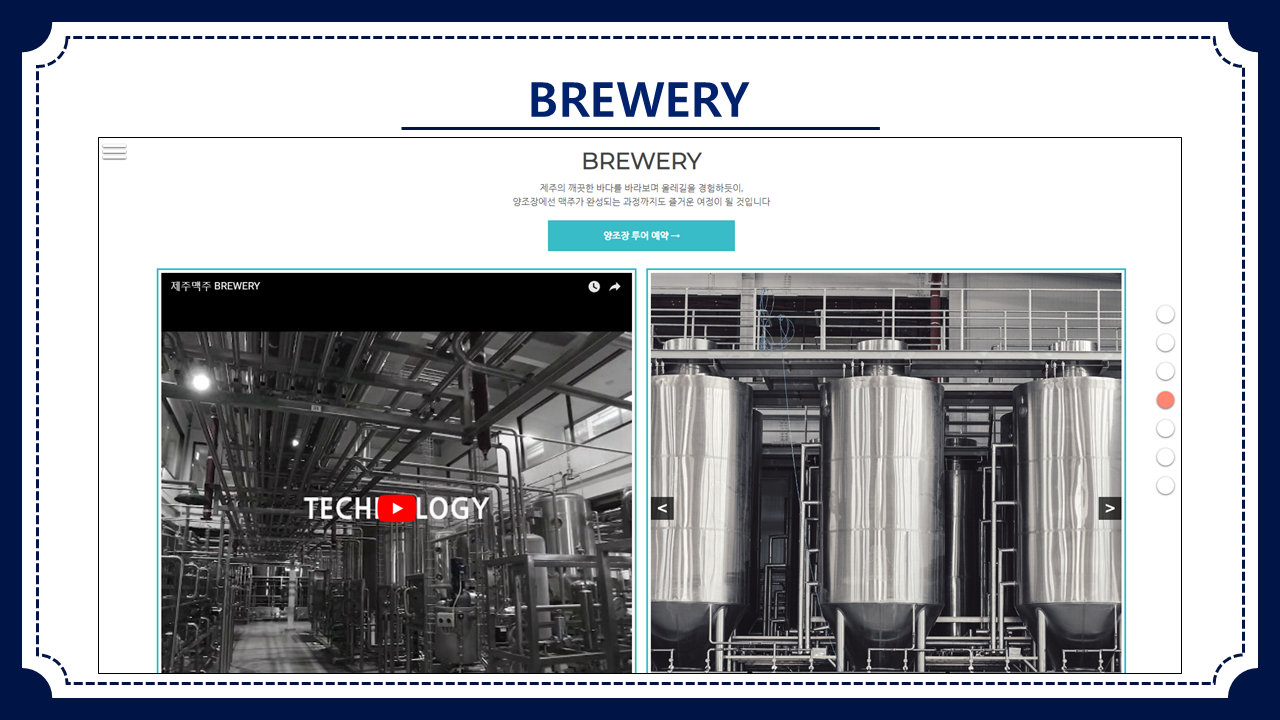 BREWERY
BREWERY
제주의 깨끗한 바다를 바라보며 올레길을 경험하듯이,
양조장에선 맥주가 완성되는 과정까지도 즐거운 여정이 될 것입니다
양조장 투어 예약 →
제주맥주 BREWERY
TECH LOGY
< >